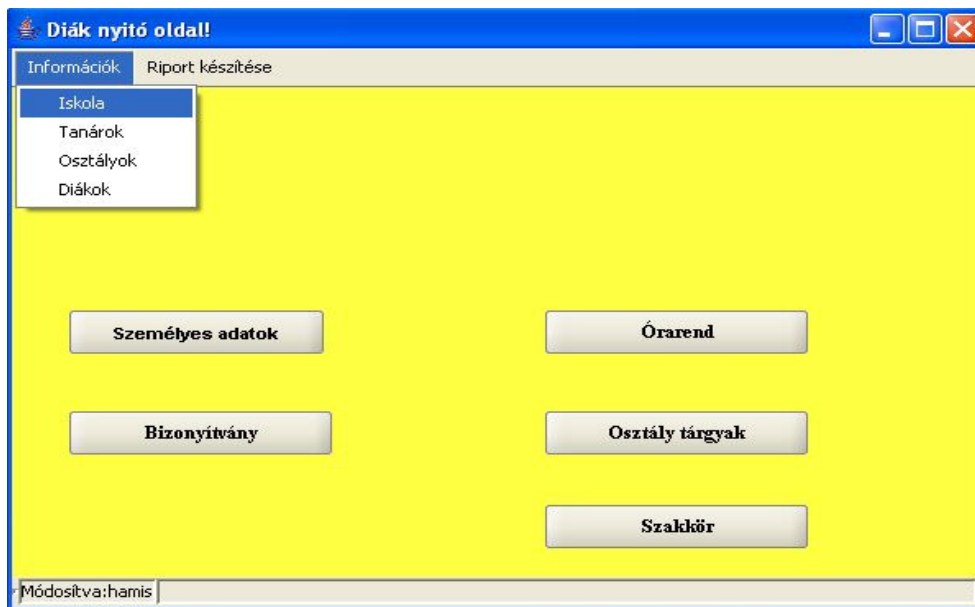 Diák nyitó oldal!
Információk Riport készítése
Iskola
Tanárok
Osztályok
Diákok
Személyes adatok Órarend
Bizonyítvány Osztály tárgyak
Szakkör
Módosítva:hamis